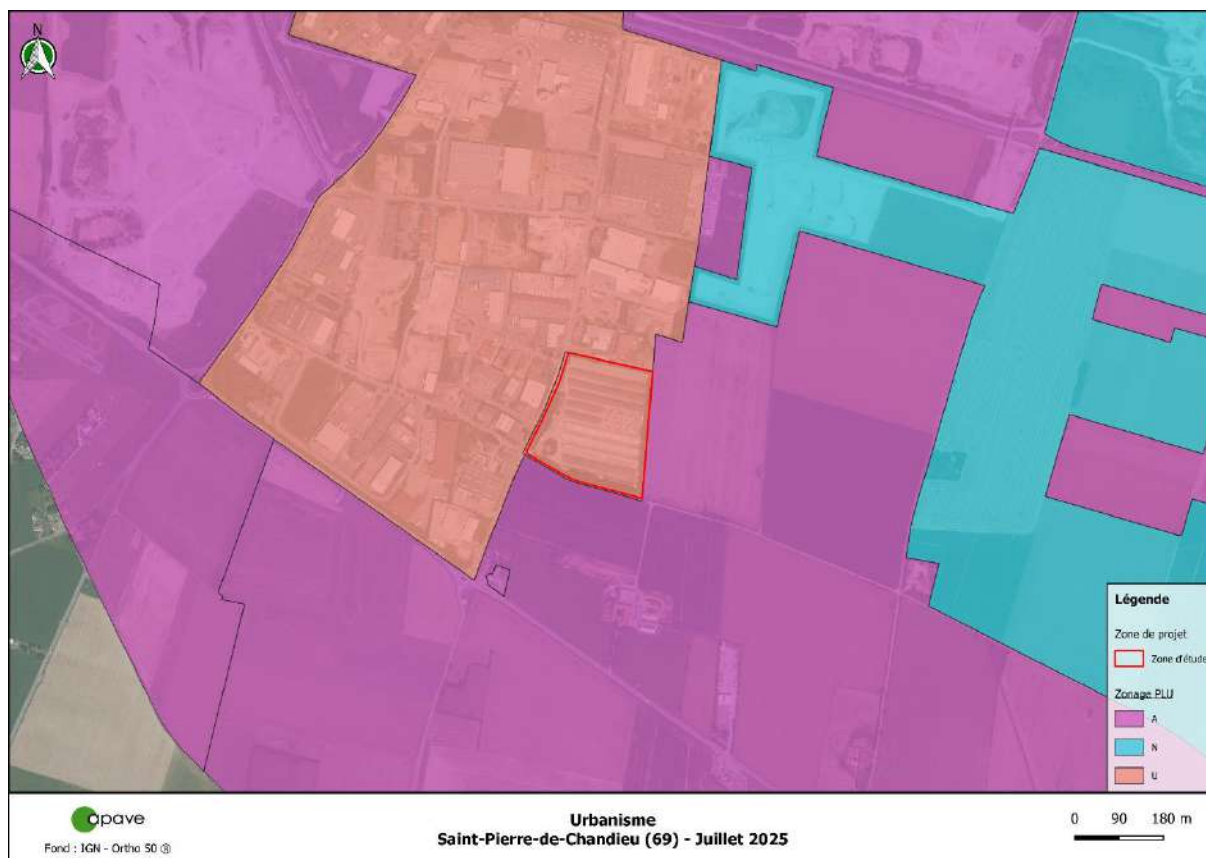 N
Légende
Zone de projet
Zone d'étude
Zonage PLU
A
N
U
apave
Fond : IGN - Ortho 50 ®
Urbanisme
Saint-Pierre-de-Chandieu (69) - Juillet 2025
0 90 180 m